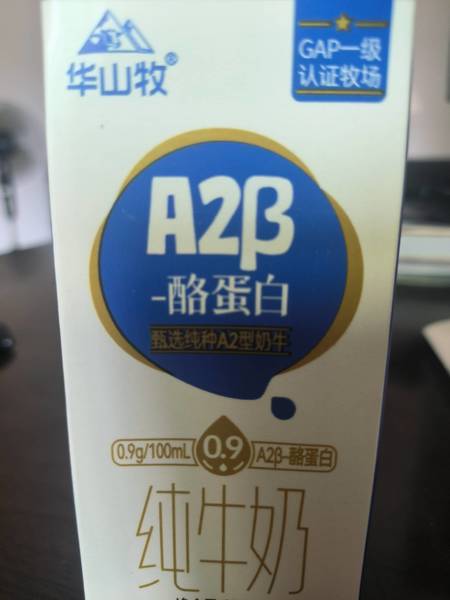 华山牧®
GAP一级
认证牧场
A2β
-酪蛋白
甄选纯种A2型奶牛
0.9g/100mL 0.9 A2β-酪蛋白
纯牛奶